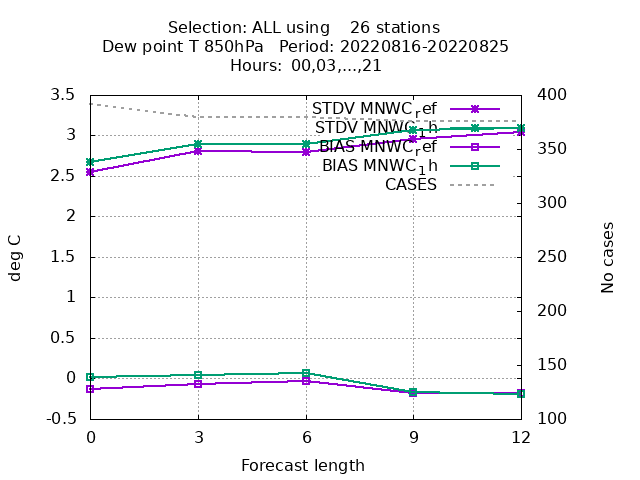 Selection: ALL using 26 stations
Dew point T 850hPa Period: 20220816-20220825
Hours: 00,03,...,21
3.5
3
2.5
2
1.5
1
0.5
0
-0.5
deg C
400
350
300
250
200
150
100
No cases
STDV MNWC_ref
STDV MNWC_1h
BIAS MNWC_ref
BIAS MNWC_1h
CASES
0 3 6 9 12
Forecast length